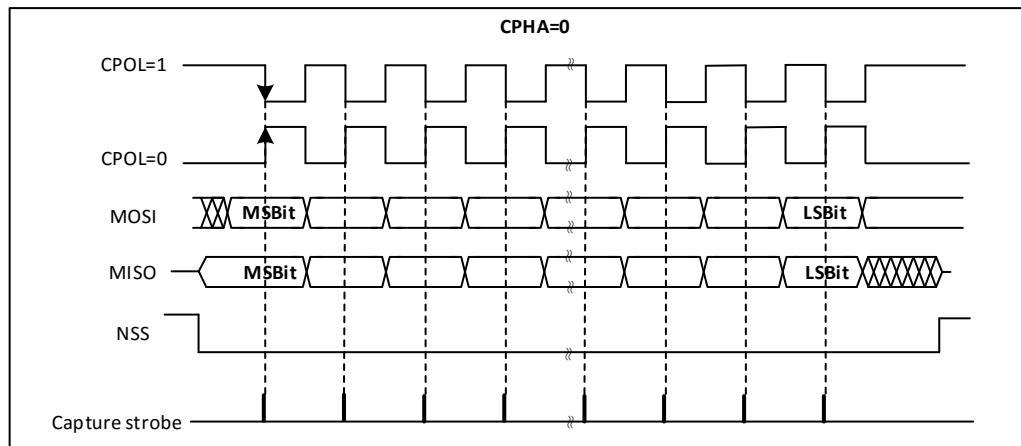 CPHA=0
CPOL=1
CPOL=0
MOSI MSBit LSBit
MISO MSBit LSBit
NSS
Capture strobe